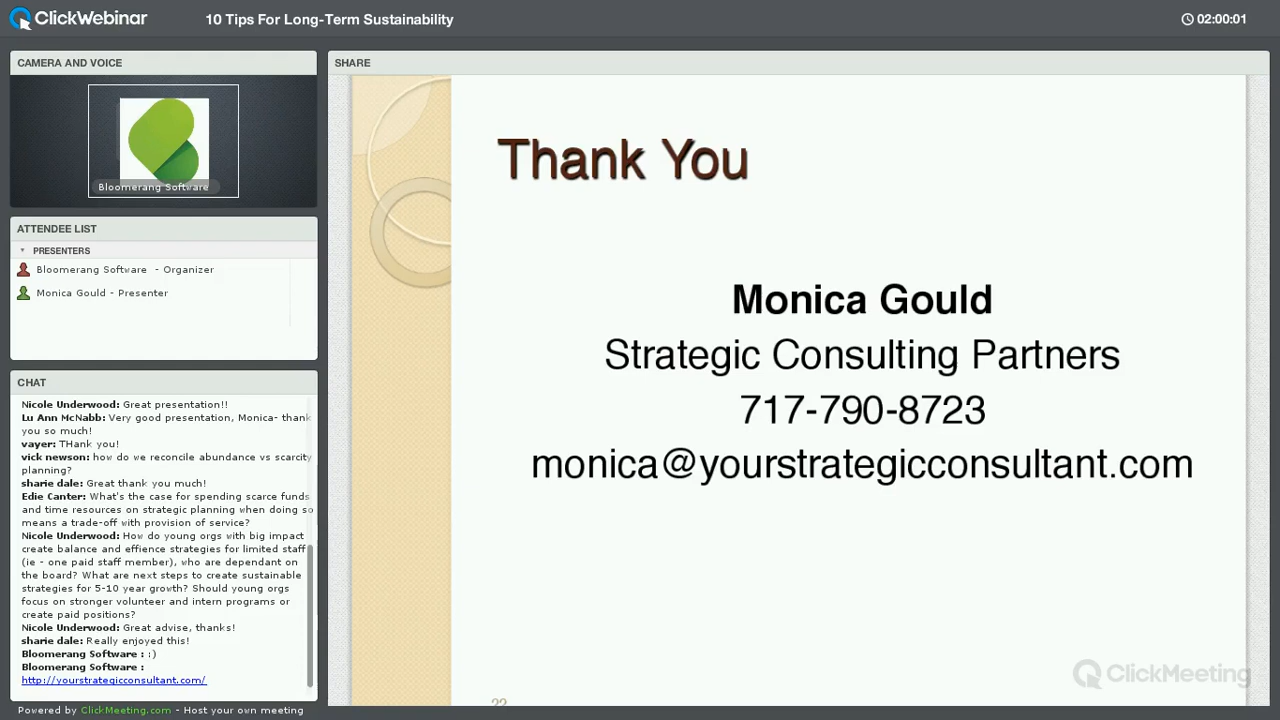 ClickWebinar
10 Tips For Long-Term Sustainability
02:00:01
CAMERA AND VOICE
Bloomerang Software
ATTENDEE LIST
PRESENTERS
Bloomerang Software - Organizer
Monica Gould - Presenter
CHAT
Nicole Underwood: Great presentation!!
Lu Ann McNabb: Very good presentation, Monica- thank
you so much!
vayer: THank you!
vick newson: how do we reconcile abundance vs scarcity
planning?
sharie dale: Great thank you much!
Edie Canter: What's the case for spending scarce funds
and time resources on strategic planning when doing so
means a trade-off with provision of service?
Nicole Underwood: How do young orgs with big impact
create balance and effience strategies for limited staff
(ie - one paid staff member), who are dependant on
the board? What are next steps to create sustainable
strategies for 5-10 year growth? Should young orgs
focus on stronger volunteer and intern programs or
create paid positions?
Nicole Underwood: Great advise, thanks!
sharie dale: Really enjoyed this!
Bloomerang Software : :)
Bloomerang Software :
http://yourstrategicconsultant.com/
Powered by ClickMeeting.com - Host your own meeting
SHARE
Thank You
Monica Gould
Strategic Consulting Partners
717-790-8723
monica@yourstrategicconsultant.com
22
ClickMeeting